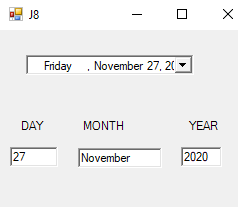 J8
Friday , November 27, 20
DAY MONTH YEAR
27 November 2020